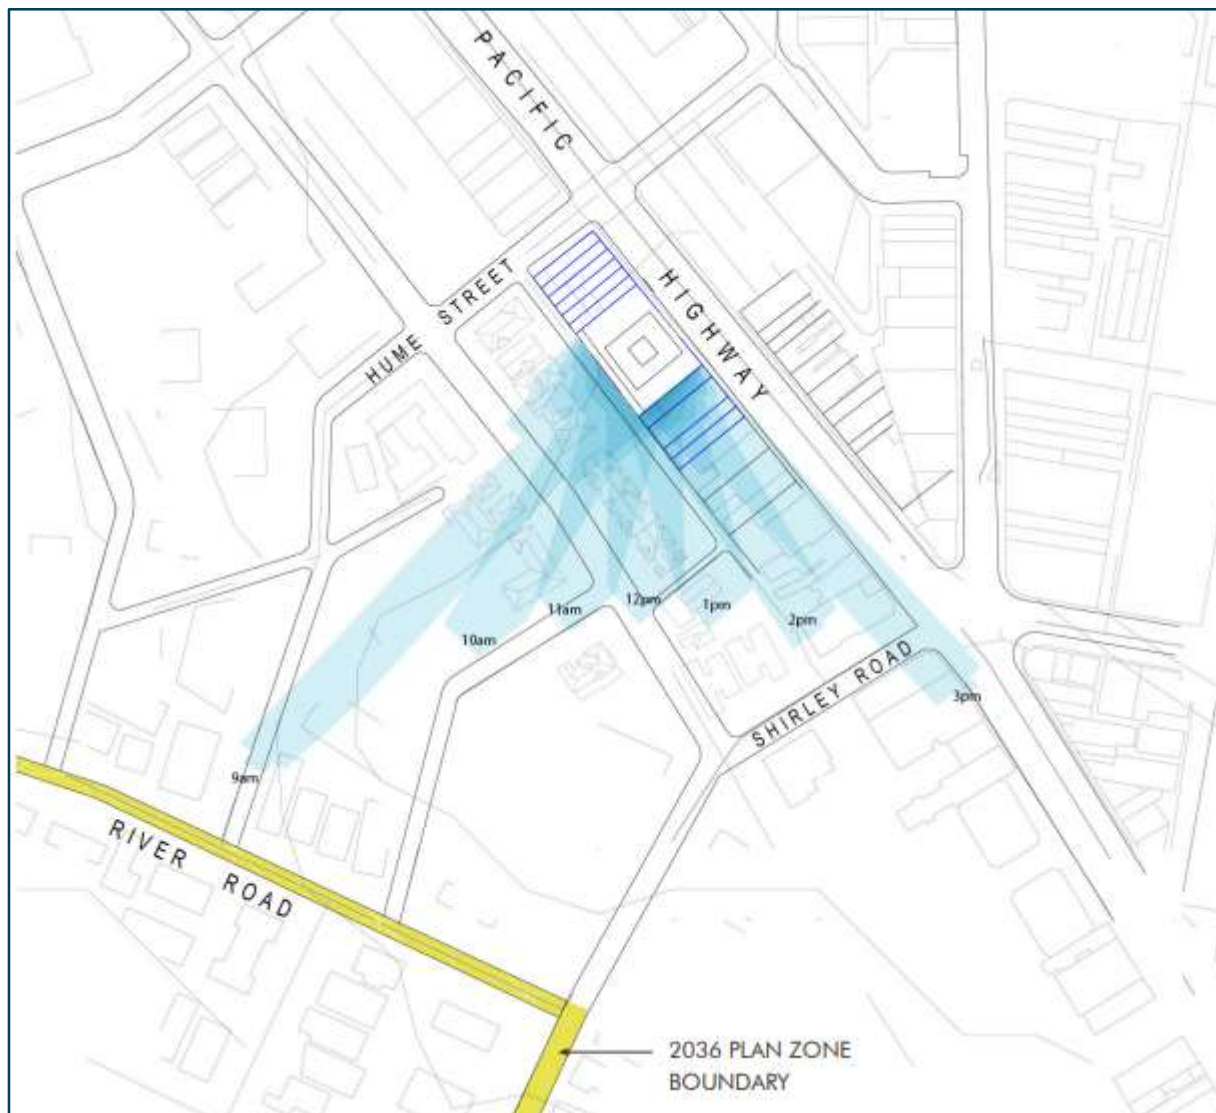 PACIFIC
HIGHWAY
HUME STREET
12pm
1pm
11am
2pm
10am
SHIRLEY ROAD
3pm
9am
RIVER ROAD
2036 PLAN ZONE
BOUNDARY